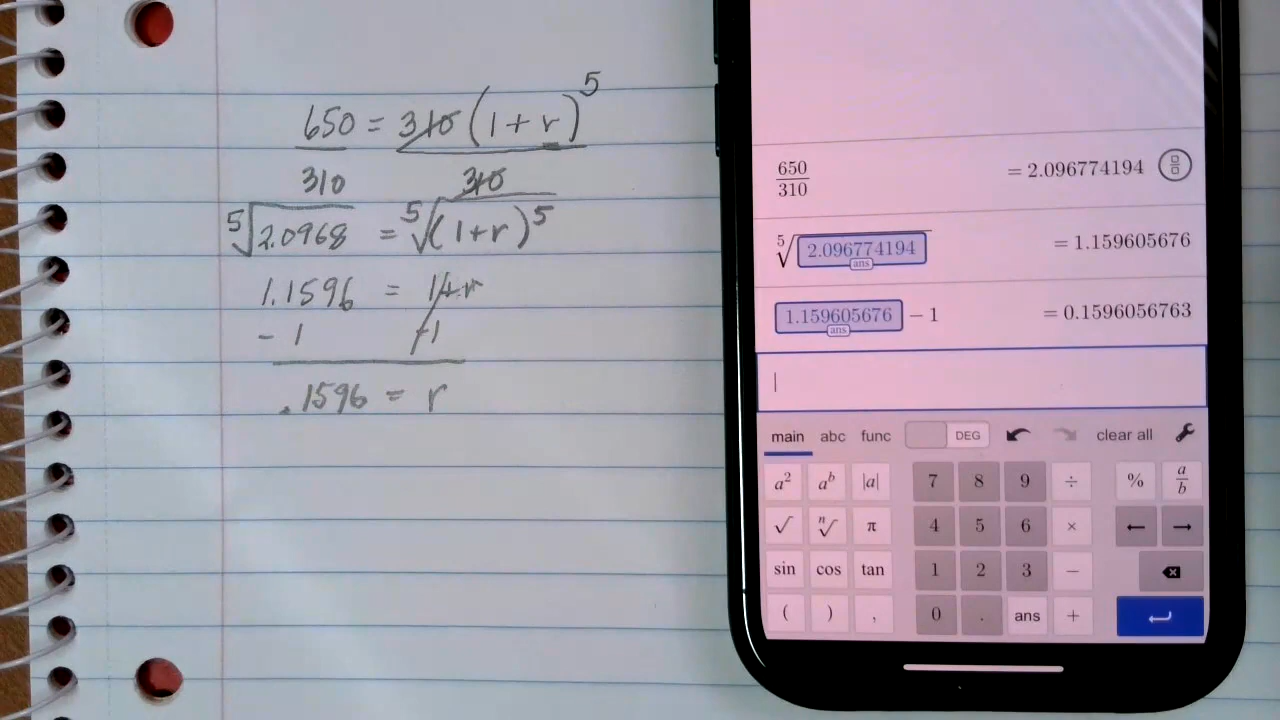 650 = 310 (1 + r)^5
310 310
5√2.0968 = 5√(1+r)^5
1.1596 = 1+r
- 1 -1
.1596 = r
650
310
= 2.096774194
5√2.096774194
ans
= 1.159605676
1.159605676 - 1
ans
= 0.1596056763
main abc func DEG clear all
a² a^b |a| 7 8 9 ÷ % a/b
√ n√ π 4 5 6 × ← →
sin cos tan 1 2 3 −
( ) , 0 . ans +